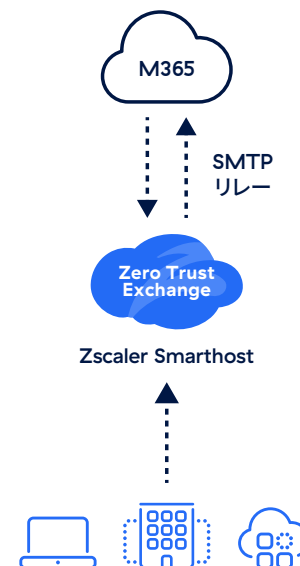 M365
SMTP
リレー
Zero Trust
Exchange
Zscaler Smarthost